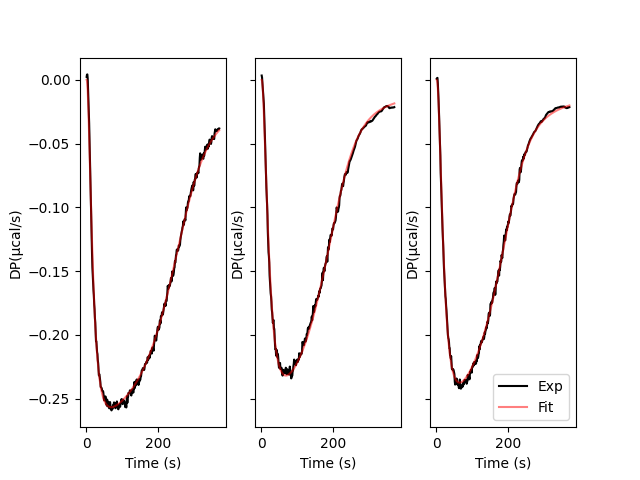 0.00
−0.05
−0.10
−0.15
−0.20
−0.25
DP(μcal/s)
0 200
Time (s)
DP(μcal/s)
0 200
Time (s)
DP(μcal/s)
0 200
Time (s)
Exp
Fit